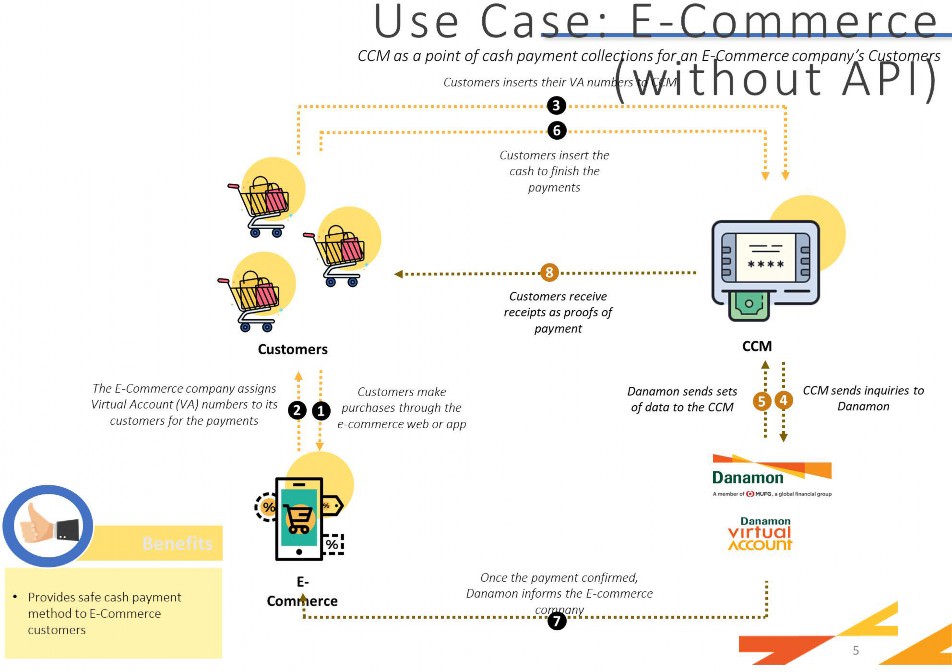 Use Case: E-Commerce
(without API)
CCM as a point of cash payment collections for an E-Commerce company's Customers
Customers inserts their VA numbers to CCM
3
6
Customers insert the
cash to finish the
payments
****
8
Customers receive
receipts as proofs of
payment
Customers
CCM
The E-Commerce company assigns
Virtual Account (VA) numbers to its
customers for the payments
2
1
Customers make
purchases through the
e-commerce web or app
Danamon sends sets
of data to the CCM
5
4
CCM sends inquiries to
Danamon
Danamon
A member of MUFG, a global financial group
Danamon
virtual
ACCOUNT
%
%
%
E-
Commerce
Once the payment confirmed,
Danamon informs the E-commerce
company
7
Benefits
• Provides safe cash payment
method to E-Commerce
customers
5